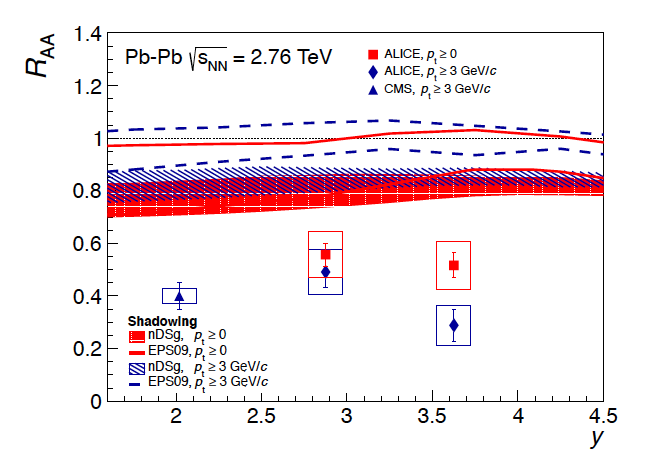 R_AA
1.4
1.2
1
0.8
0.6
0.4
0.2
0
Pb-Pb √s_NN = 2.76 TeV
ALICE, p_t ≥ 0
ALICE, p_t ≥ 3 GeV/c
CMS, p_t ≥ 3 GeV/c
Shadowing
nDSg, p_t ≥ 0
EPS09, p_t ≥ 0
nDSg, p_t ≥ 3 GeV/c
EPS09, p_t ≥ 3 GeV/c
2 2.5 3 3.5 4 4.5
y